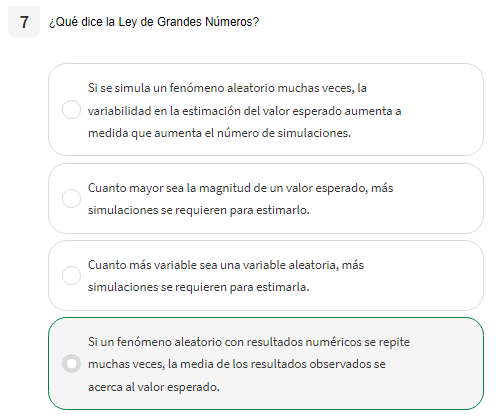 7 ¿Qué dice la Ley de Grandes Números?
Si se simula un fenómeno aleatorio muchas veces, la
variabilidad en la estimación del valor esperado aumenta a
medida que aumenta el número de simulaciones.
Cuanto mayor sea la magnitud de un valor esperado, más
simulaciones se requieren para estimarlo.
Cuanto más variable sea una variable aleatoria, más
simulaciones se requieren para estimarla.
Si un fenómeno aleatorio con resultados numéricos se repite
muchas veces, la media de los resultados observados se
acerca al valor esperado.